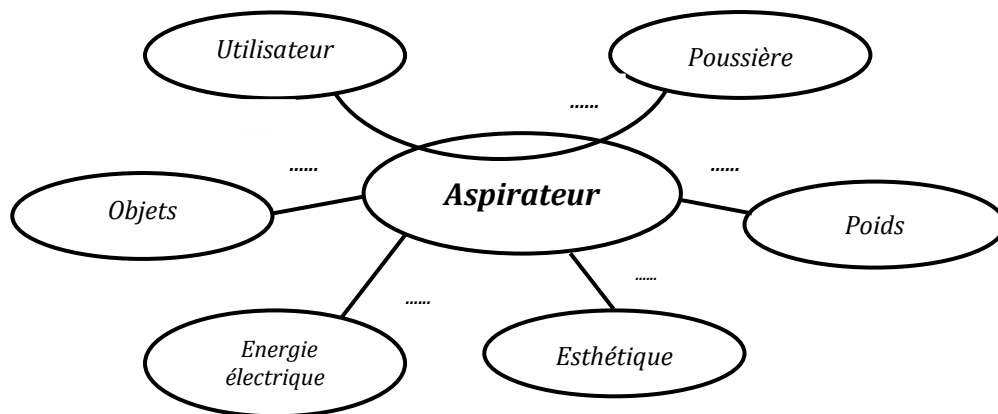 Utilisateur
Poussière
......
......
......
Aspirateur
Objets
Poids
......
......
Energie
électrique
Esthétique